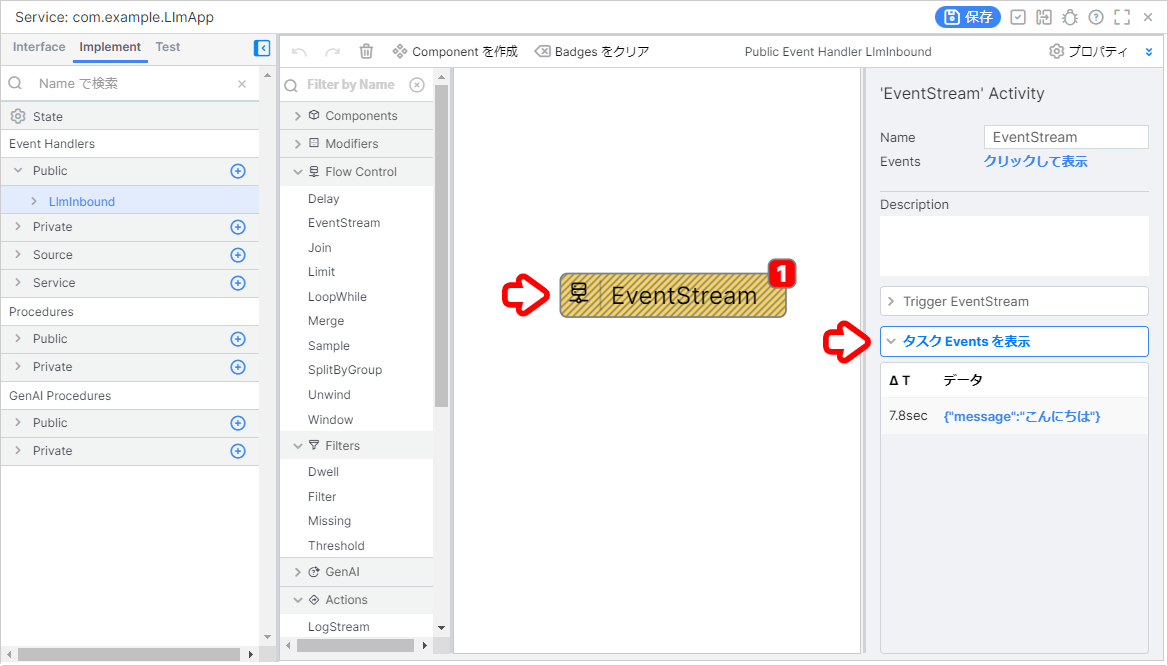 Service: com.example.LlmApp
保存
Interface
Implement
Test
Name で検索
State
Event Handlers
Public
LlmInbound
Private
Source
Service
Procedures
Public
Private
GenAI Procedures
Public
Private
Component を作成
Badges をクリア
Public Event Handler LlmInbound
プロパティ
Filter by Name
Components
Modifiers
Flow Control
Delay
EventStream
Join
Limit
LoopWhile
Merge
Sample
SplitByGroup
Unwind
Window
Filters
Dwell
Filter
Missing
Threshold
GenAI
Actions
LogStream
EventStream
1
'EventStream' Activity
Name
EventStream
Events
クリックして表示
Description
Trigger EventStream
タスク Events を表示
Δ T
データ
7.8sec
{"message":"こんにちは"}